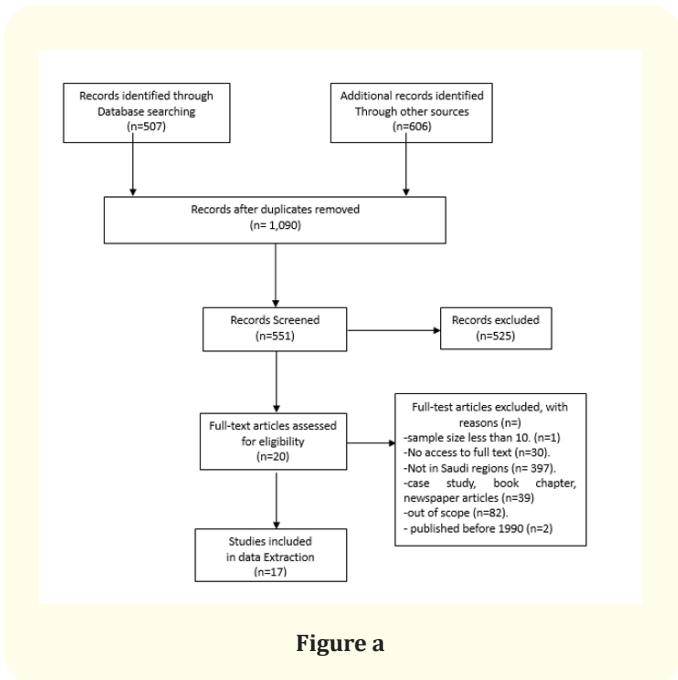 Records identified through
Database searching
(n=507)
Additional records identified
Through other sources
(n=606)
Records after duplicates removed
(n= 1,090)
Records Screened
(n=551)
Records excluded
(n=525)
Full-text articles assessed
for eligibility
(n=20)
Full-test articles excluded, with
reasons (n=)
-sample size less than 10. (n=1)
-No access to full text (n=30).
-Not in Saudi regions (n= 397).
-case study, book chapter,
newspaper articles (n=39)
-out of scope (n=82).
- published before 1990 (n=2)
Studies included
in data Extraction
(n=17)
Figure a